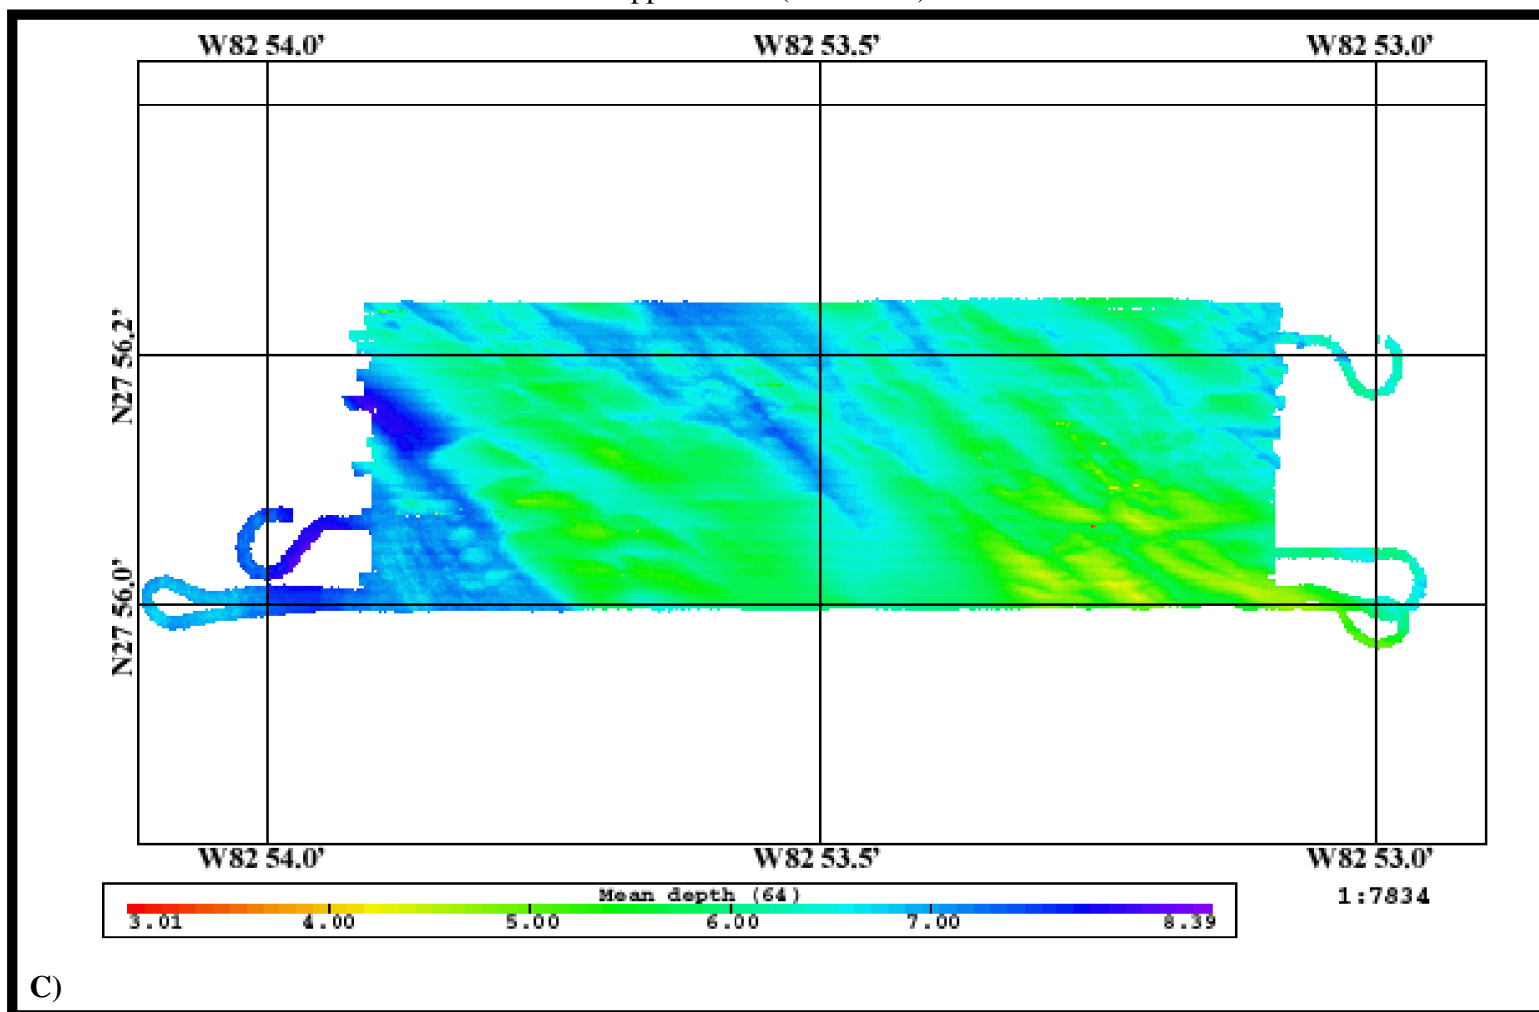 W82 54.0’ W82 53.5’ W82 53.0’
N27 56.2’
N27 56.0’
W82 54.0’ W82 53.5’ W82 53.0’
Mean depth (64)
3.01 4.00 5.00 6.00 7.00 8.39
1:7834
C)